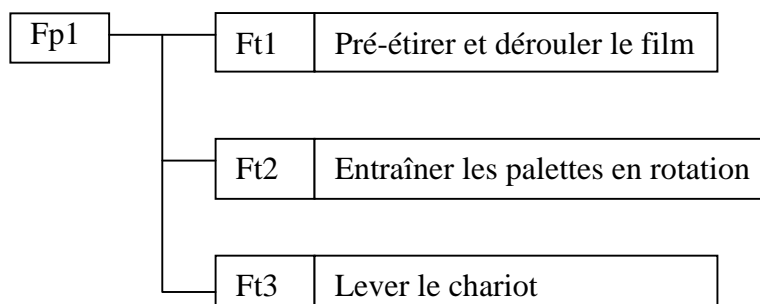 Fp1
Ft1 Pré-étirer et dérouler le film
Ft2 Entraîner les palettes en rotation
Ft3 Lever le chariot